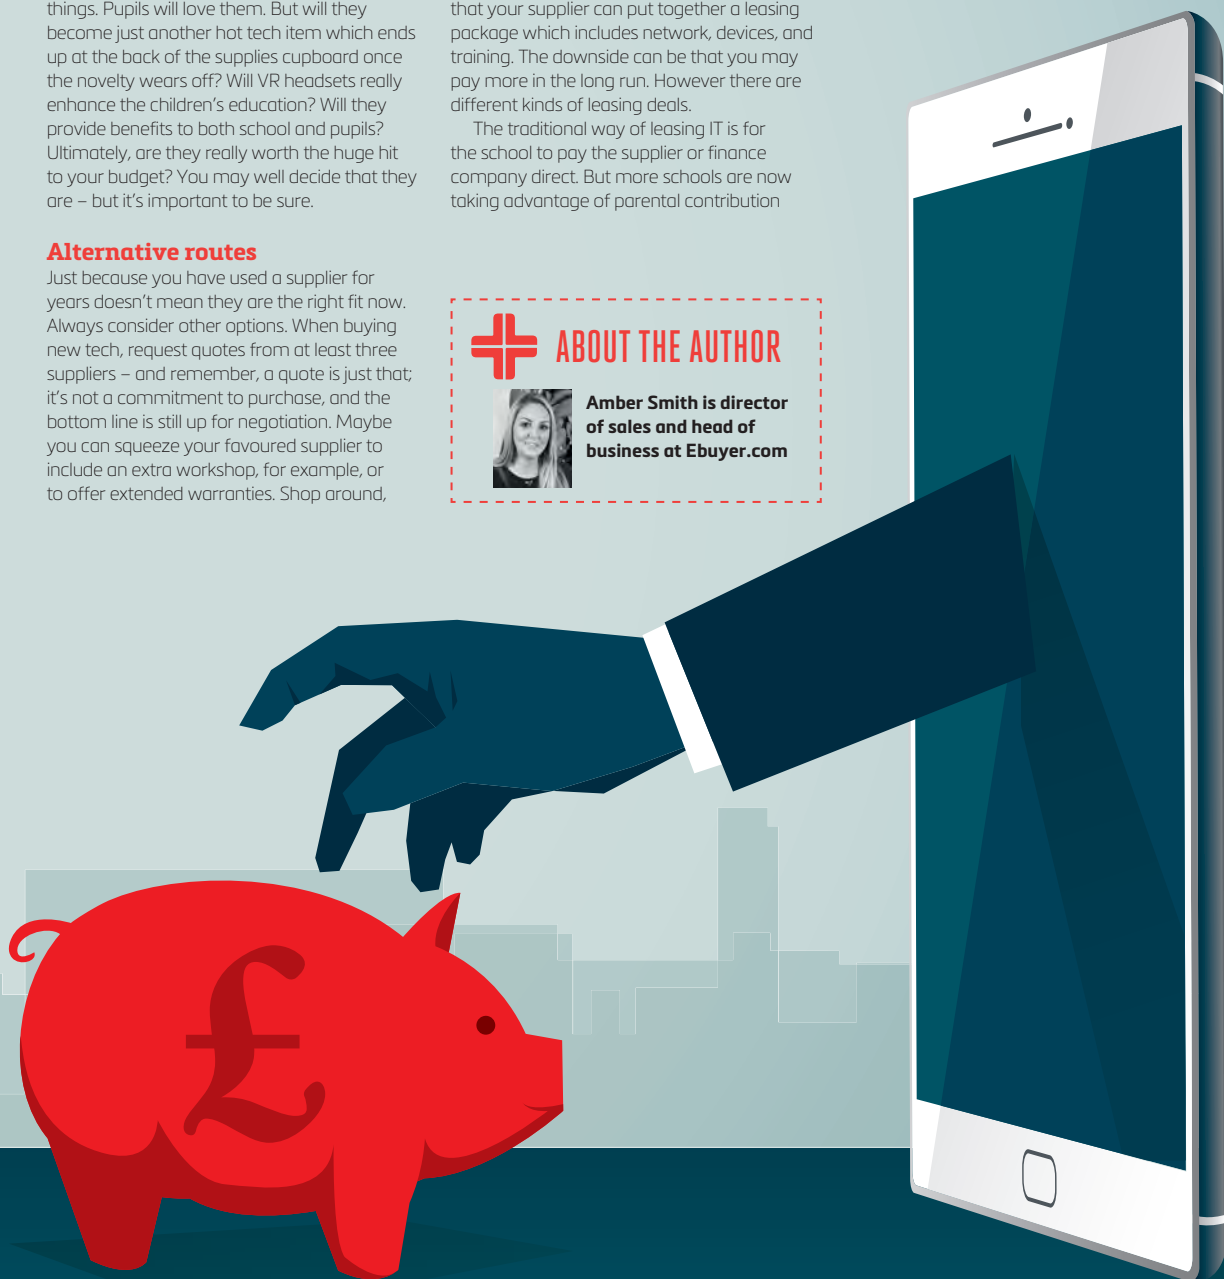 things. Pupils will love them. But will they
become just another hot tech item which ends
up at the back of the supplies cupboard once
the novelty wears off? Will VR headsets really
enhance the children’s education? Will they
provide benefits to both school and pupils?
Ultimately, are they really worth the huge hit
to your budget? You may well decide that they
are – but it’s important to be sure.
Alternative routes
Just because you have used a supplier for
years doesn’t mean they are the right fit now.
Always consider other options. When buying
new tech, request quotes from at least three
suppliers – and remember, a quote is just that;
it’s not a commitment to purchase, and the
bottom line is still up for negotiation. Maybe
you can squeeze your favoured supplier to
include an extra workshop, for example, or
to offer extended warranties. Shop around,
that your supplier can put together a leasing
package which includes network, devices, and
training. The downside can be that you may
pay more in the long run. However there are
different kinds of leasing deals.
The traditional way of leasing IT is for
the school to pay the supplier or finance
company direct. But more schools are now
taking advantage of parental contribution
ABOUT THE AUTHOR
Amber Smith is director
of sales and head of
business at Ebuyer.com
£